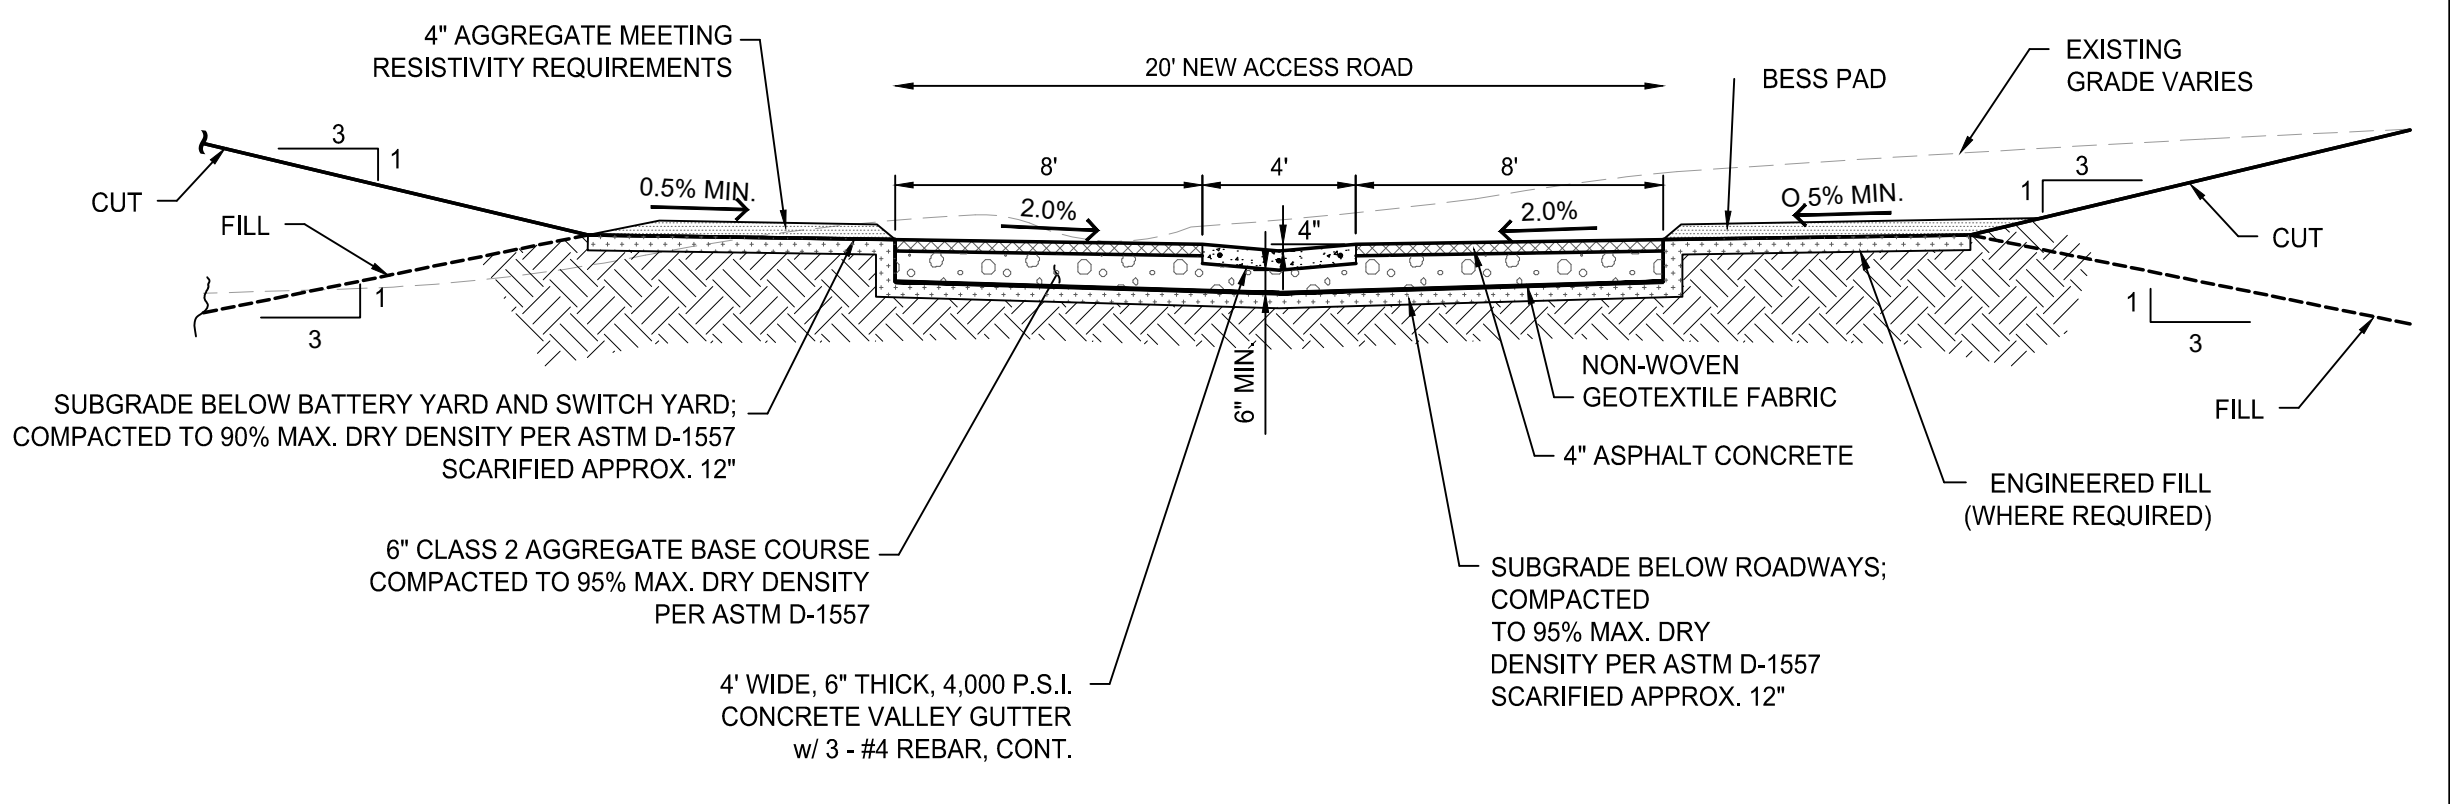 4" AGGREGATE MEETING
RESISTIVITY REQUIREMENTS
20' NEW ACCESS ROAD
BESS PAD
EXISTING
GRADE VARIES
3
1
CUT
FILL
0.5% MIN.
8'
4'
8'
2.0%
4"
2.0%
O.5% MIN.
1
3
CUT
1
3
1
3
FILL
6" MIN.
NON-WOVEN
GEOTEXTILE FABRIC
4" ASPHALT CONCRETE
SUBGRADE BELOW BATTERY YARD AND SWITCH YARD;
COMPACTED TO 90% MAX. DRY DENSITY PER ASTM D-1557
SCARIFIED APPROX. 12"
ENGINEERED FILL
(WHERE REQUIRED)
6" CLASS 2 AGGREGATE BASE COURSE
COMPACTED TO 95% MAX. DRY DENSITY
PER ASTM D-1557
SUBGRADE BELOW ROADWAYS;
COMPACTED
TO 95% MAX. DRY
DENSITY PER ASTM D-1557
SCARIFIED APPROX. 12"
4' WIDE, 6" THICK, 4,000 P.S.I.
CONCRETE VALLEY GUTTER
w/ 3 - #4 REBAR, CONT.